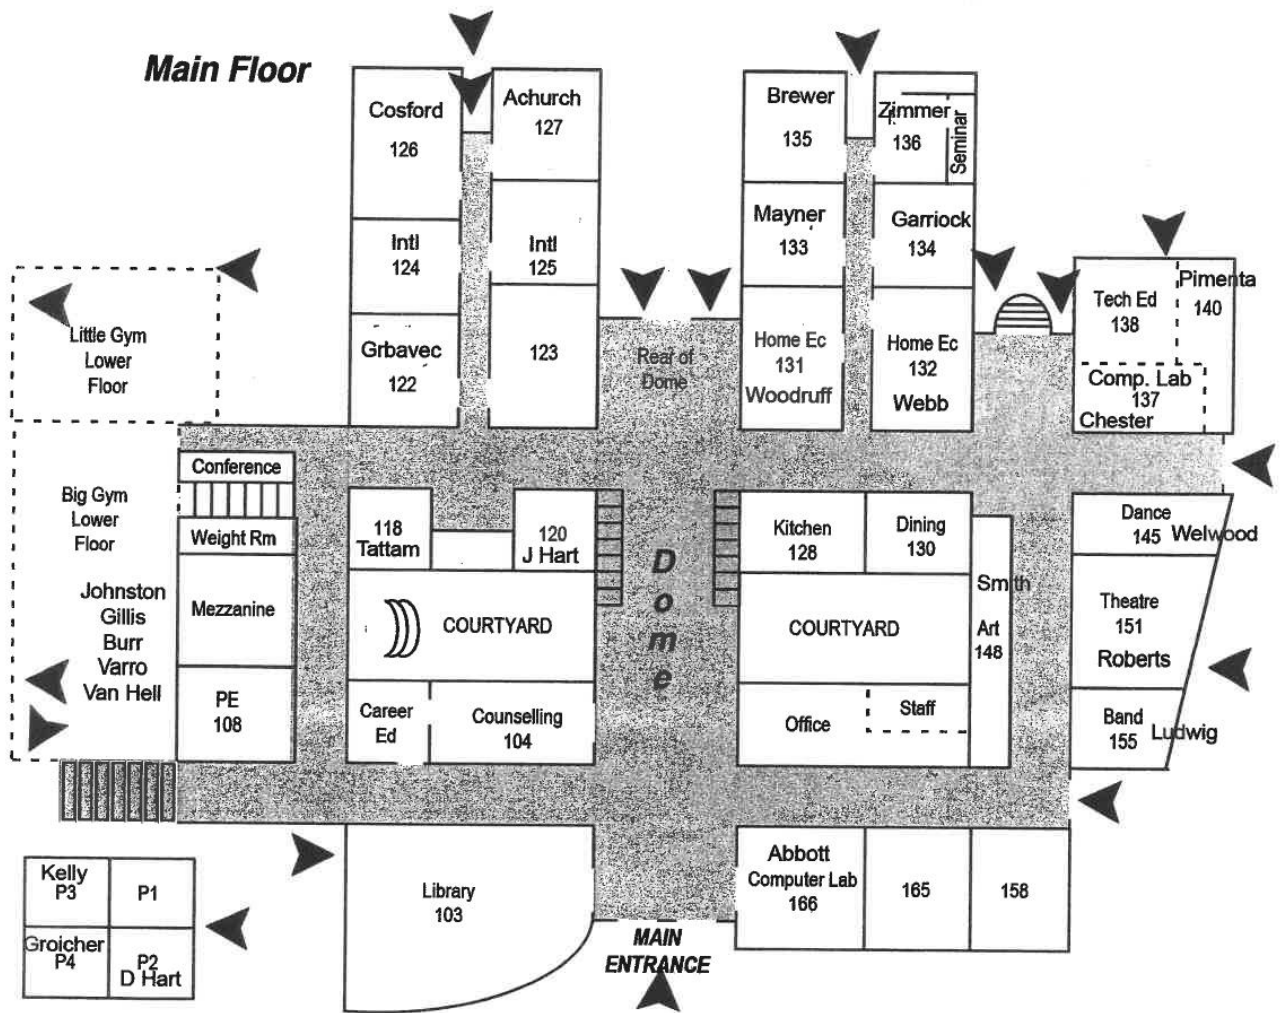 Main Floor
Cosford
126
Achurch
127
Intl
124
Intl
125
Grbavec
122
123
Brewer
135
Zimmer
136
Seminar
Mayner
133
Garriock
134
Home Ec
131
Woodruff
Home Ec
132
Webb
Rear of
Dome
Tech Ed
138
Pimenta
140
Comp. Lab
137
Chester
Little Gym
Lower
Floor
Big Gym
Lower
Floor
Johnston
Gillis
Burr
Varro
Van Hell
Conference
Weight Rm
Mezzanine
PE
108
118
Tattam
120
J Hart
COURTYARD
Career
Ed
Counselling
104
Dome
Kitchen
128
Dining
130
COURTYARD
Office
Staff
Smith
Art
148
Dance
145 Welwood
Theatre
151
Roberts
Band
155 Ludwig
Kelly
P3
P1
Groicher
P4
P2
D Hart
Library
103
MAIN
ENTRANCE
Abbott
Computer Lab
166
165
158